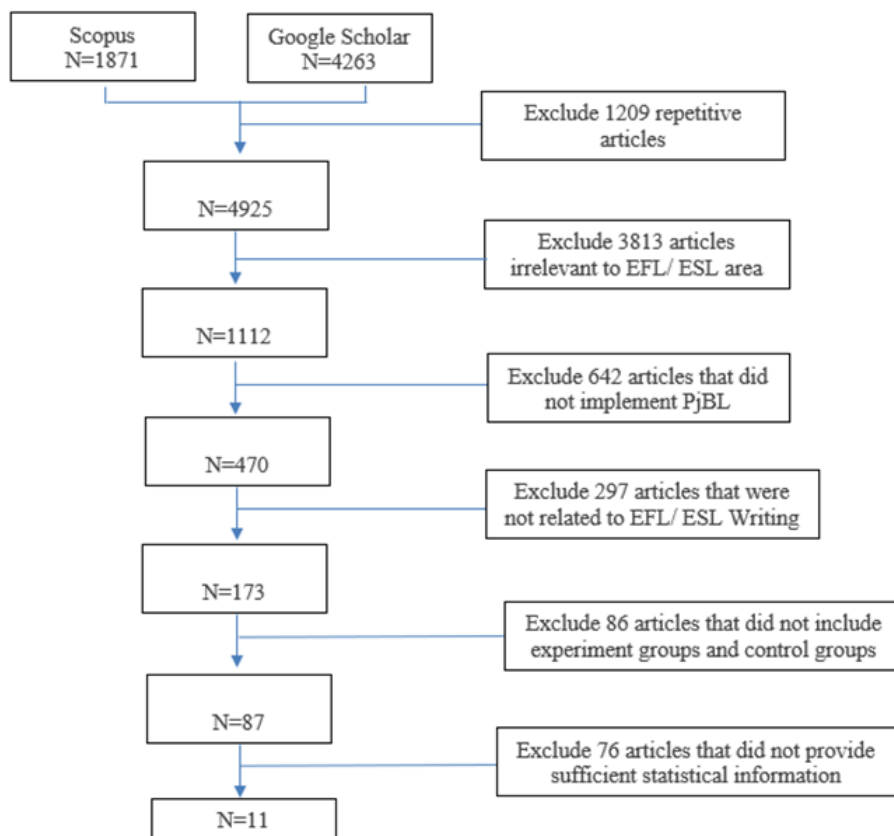 Scopus
N=1871
Google Scholar
N=4263
Exclude 1209 repetitive
articles
N=4925
Exclude 3813 articles
irrelevant to EFL/ ESL area
N=1112
Exclude 642 articles that did
not implement PjBL
N=470
Exclude 297 articles that were
not related to EFL/ ESL Writing
N=173
Exclude 86 articles that did not include
experiment groups and control groups
N=87
Exclude 76 articles that did not provide
sufficient statistical information
N=11